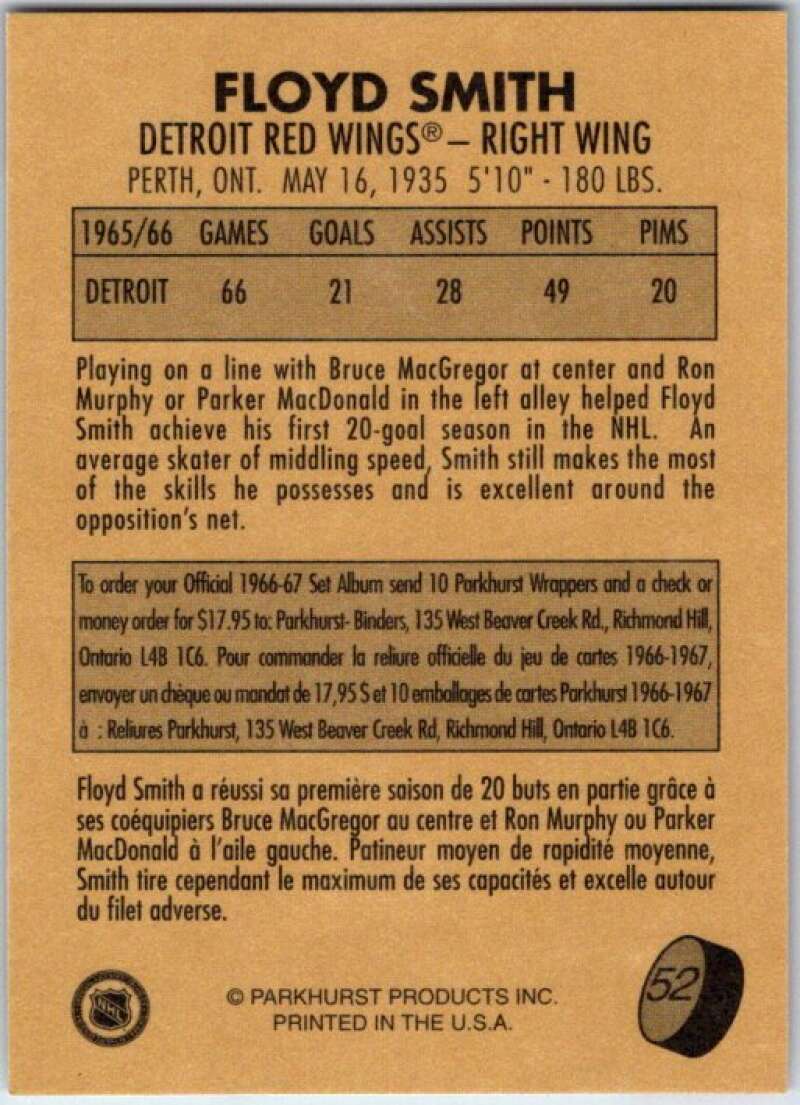 FLOYD SMITH
DETROIT RED WINGS® – RIGHT WING
PERTH, ONT. MAY 16, 1935 5'10" - 180 LBS.
1965/66 GAMES GOALS ASSISTS POINTS PIMS
DETROIT 66 21 28 49 20
Playing on a line with Bruce MacGregor at center and Ron
Murphy or Parker MacDonald in the left alley helped Floyd
Smith achieve his first 20-goal season in the NHL. An
average skater of middling speed, Smith still makes the most
of the skills he possesses and is excellent around the
opposition's net.
To order your Official 1966-67 Set Album send 10 Parkhurst Wrappers and a check or
money order for $17.95 to: Parkhurst- Binders, 135 West Beaver Creek Rd., Richmond Hill,
Ontario L4B 1C6. Pour commander la reliure officielle du jeu de cartes 1966-1967,
envoyer un chèque ou mandat de 17,95 $ et 10 emballages de cartes Parkhurst 1966-1967
à : Reliures Parkhurst, 135 West Beaver Creek Rd, Richmond Hill, Ontario L4B 1C6.
Floyd Smith a réussi sa première saison de 20 buts en partie grâce à
ses coéquipiers Bruce MacGregor au centre et Ron Murphy ou Parker
MacDonald à l'aile gauche. Patineur moyen de rapidité moyenne,
Smith tire cependant le maximum de ses capacités et excelle autour
du filet adverse.
NHL
© PARKHURST PRODUCTS INC.
PRINTED IN THE U.S.A.
52